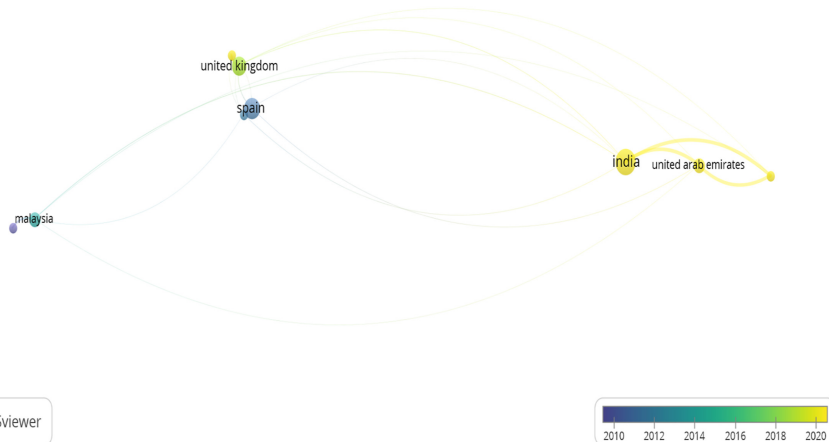 united kingdom
spain
india
united arab emirates
malaysia
viewer
2010 2012 2014 2016 2018 2020